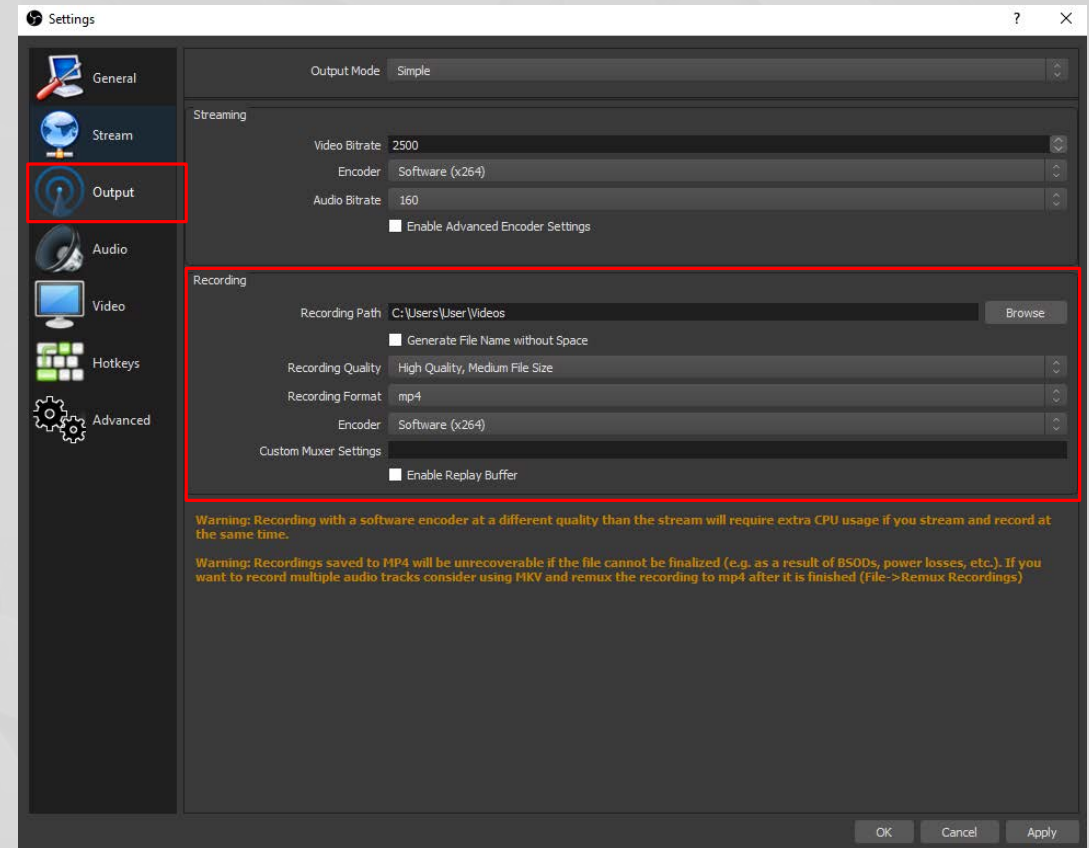 Settings
?
General
Stream
Output
Audio
Video
Hotkeys
Advanced
Output Mode Simple
Streaming
Video Bitrate 2500
Encoder Software (x264)
Audio Bitrate 160
Enable Advanced Encoder Settings
Recording
Recording Path C:\Users\User\Videos Browse
Generate File Name without Space
Recording Quality High Quality, Medium File Size
Recording Format mp4
Encoder Software (x264)
Custom Muxer Settings
Enable Replay Buffer
Warning: Recording with a software encoder at a different quality than the stream will require extra CPU usage if you stream and record at
the same time.
Warning: Recordings saved to MP4 will be unrecoverable if the file cannot be finalized (e.g. as a result of BSODs, power losses, etc.). If you
want to record multiple audio tracks consider using MKV and remux the recording to mp4 after it is finished (File->Remux Recordings)
OK Cancel Apply